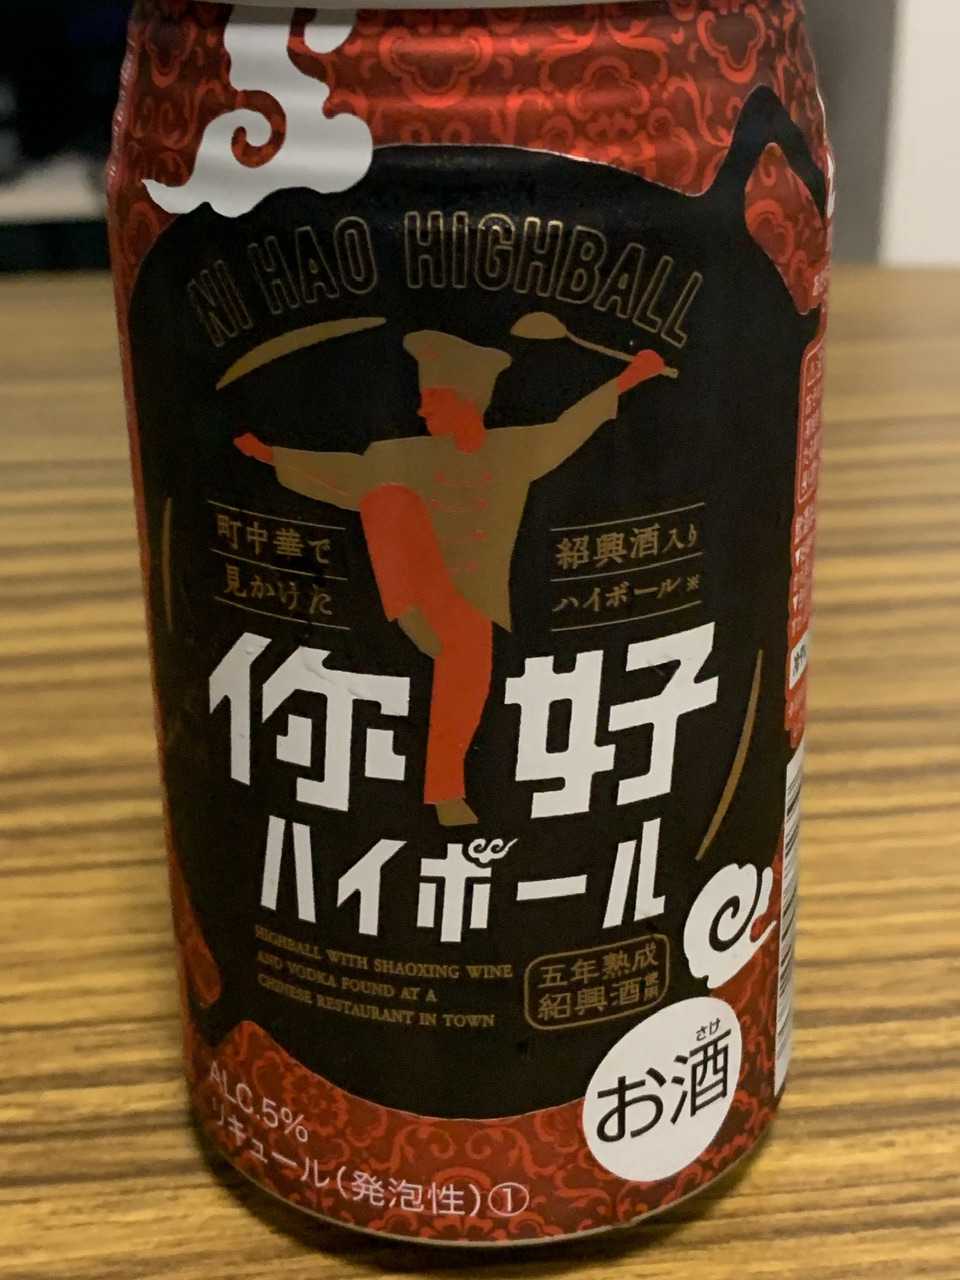 NI HAO HIGHBALL
町中華で
見かけた
紹興酒入り
ハイボール※
你好
ハイボール
HIGHBALL WITH SHAOXING WINE
AND VODKA FOUND AT A
CHINESE RESTAURANT IN TOWN
五年熟成
紹興酒使用
さけ
お酒
ALC.5%
リキュール(発泡性)①